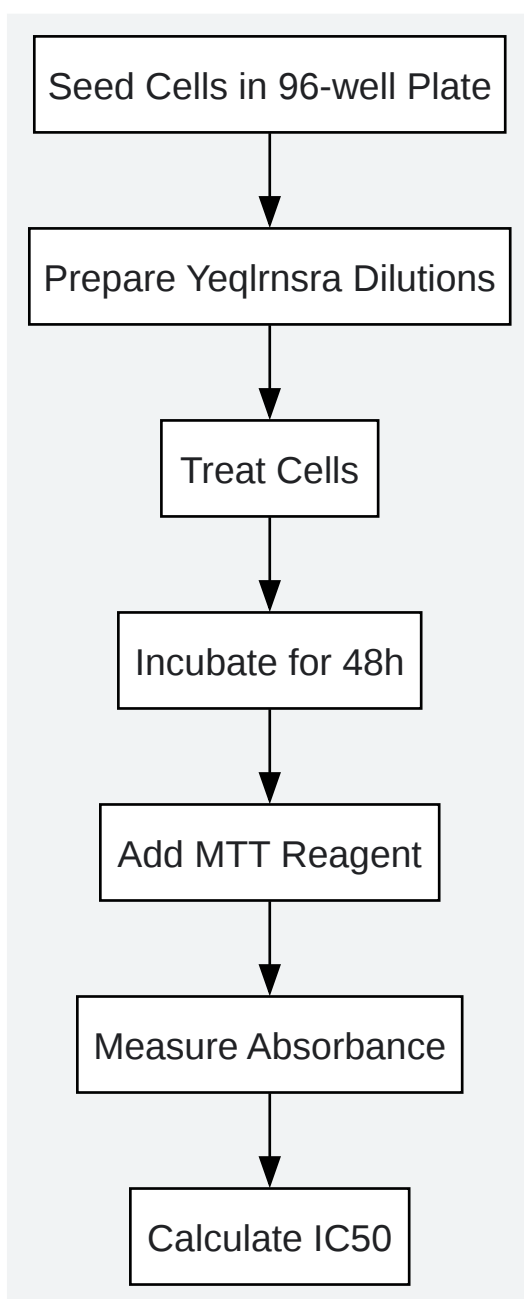 Seed Cells in 96-well Plate
Prepare Yeqlrnsra Dilutions
Treat Cells
Incubate for 48h
Add MTT Reagent
Measure Absorbance
Calculate IC50